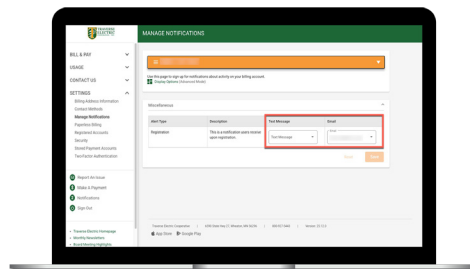 TRAVERSE
ELECTRIC
MANAGE NOTIFICATIONS
BILL & PAY
USAGE
CONTACT US
SETTINGS
Billing Address Information
Contact Methods
Manage Notifications
Paperless Billing
Registered Accounts
Security
Stored Payment Accounts
Two-Factor Authentication
Report An Issue
Make A Payment
Notifications
Sign Out
Traverse Electric Homepage
Monthly Newsletters
Board Meeting Highlights
Use this page to sign up for notifications about activity on your billing account.
Display Options (Advanced Mode)
Miscellaneous
Alert Type Description Text Message Email
Registration This is a notification users receive
upon registration. Text Message
Save
Traverse Electric Cooperative
App Store Google Play